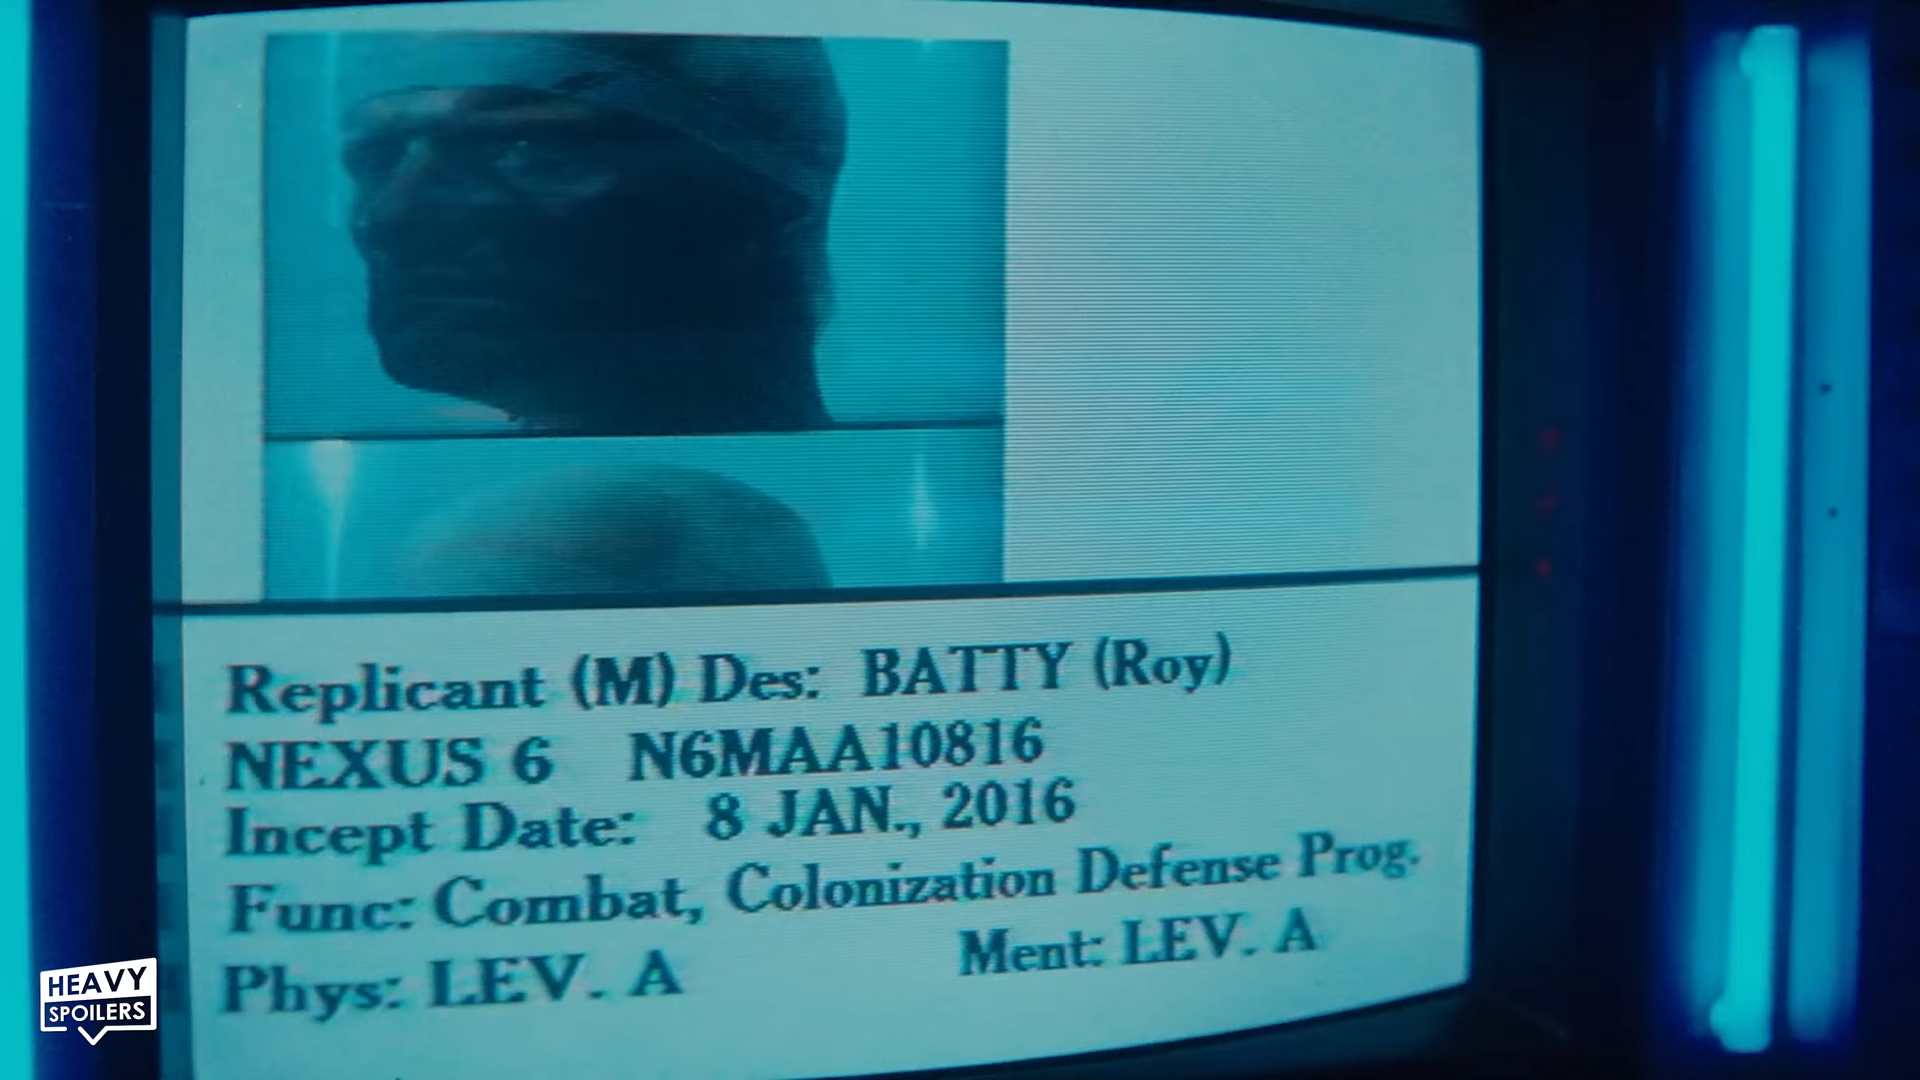 Replicant (M) Des: BATTY (Roy)
NEXUS 6 N6MAA10816
Incept Date: 8 JAN., 2016
Func: Combat, Colonization Defense Prog.
Phys: LEV. A Ment: LEV. A
HEAVY
SPOILERS